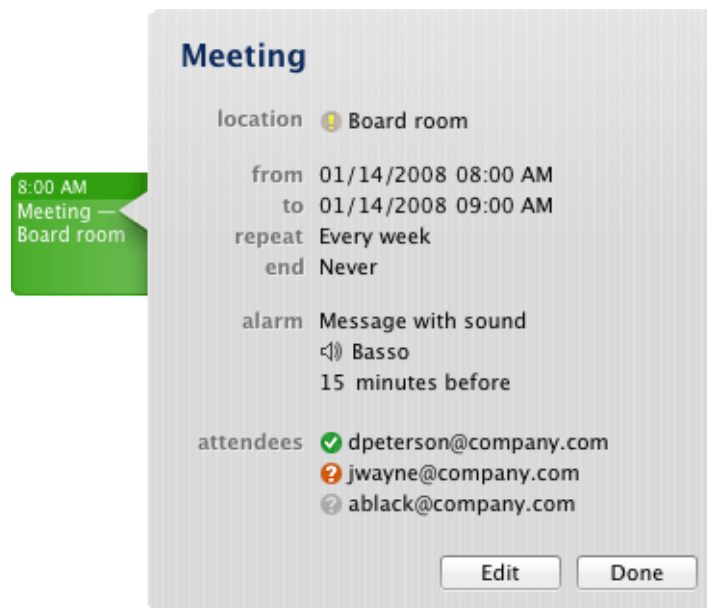 Meeting
location Board room
8:00 AM
Meeting —
Board room
from 01/14/2008 08:00 AM
to 01/14/2008 09:00 AM
repeat Every week
end Never
alarm Message with sound
Basso
15 minutes before
attendees dpeterson@company.com
jwayne@company.com
ablack@company.com
Edit Done